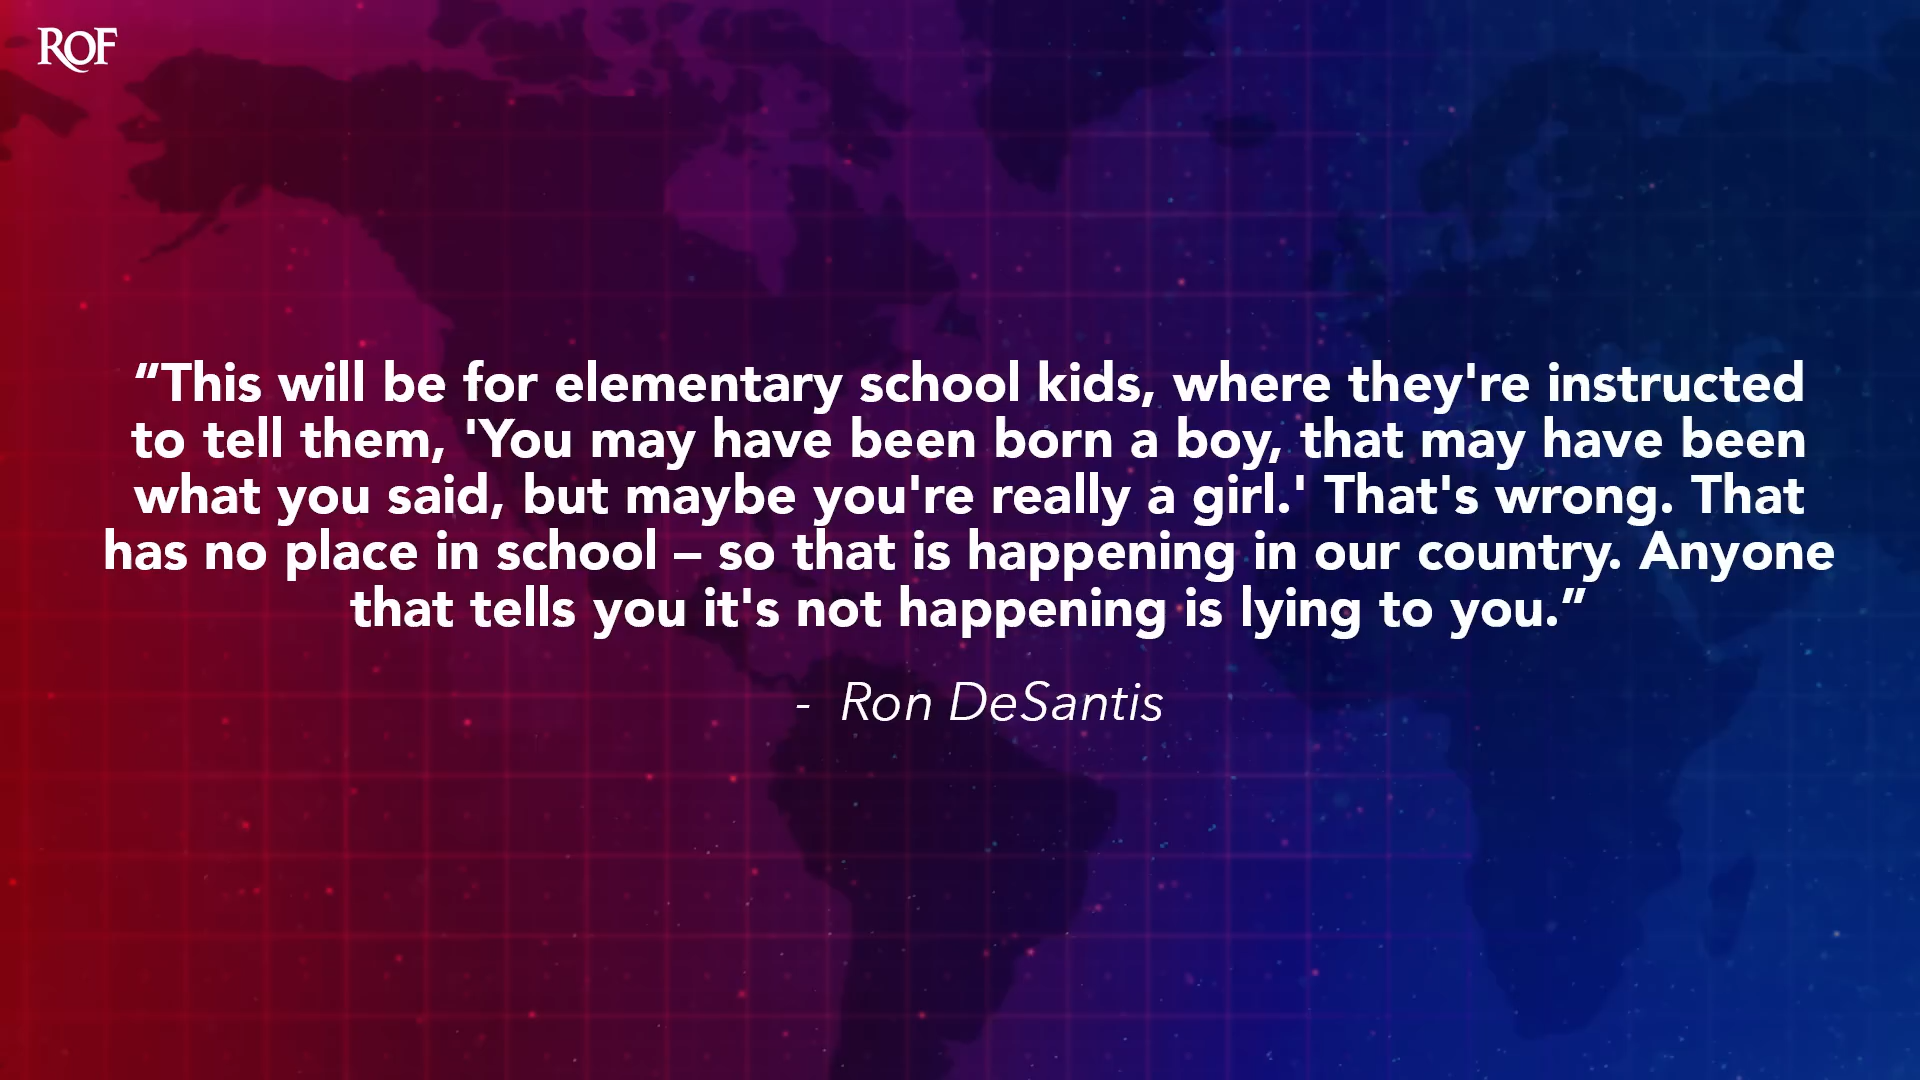 ROF
“This will be for elementary school kids, where they're instructed
to tell them, 'You may have been born a boy, that may have been
what you said, but maybe you're really a girl.' That's wrong. That
has no place in school – so that is happening in our country. Anyone
that tells you it's not happening is lying to you.”
- Ron DeSantis